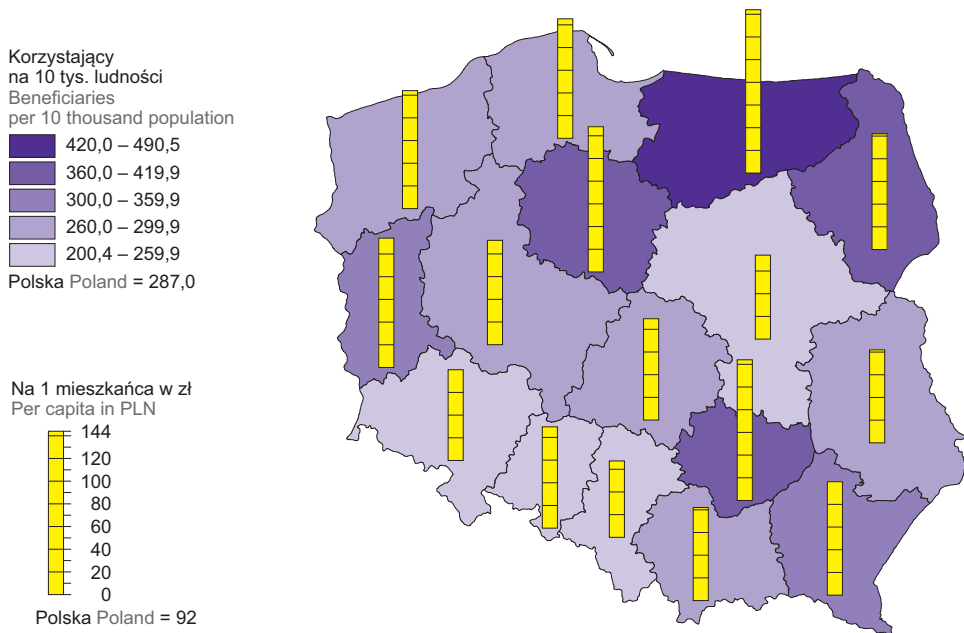 Korzystający
na 10 tys. ludności
Beneficiaries
per 10 thousand population
420,0 – 490,5
360,0 – 419,9
300,0 – 359,9
260,0 – 299,9
200,4 – 259,9
Polska Poland = 287,0
Na 1 mieszkańca w zł
Per capita in PLN
144
120
100
80
60
40
20
0
Polska Poland = 92